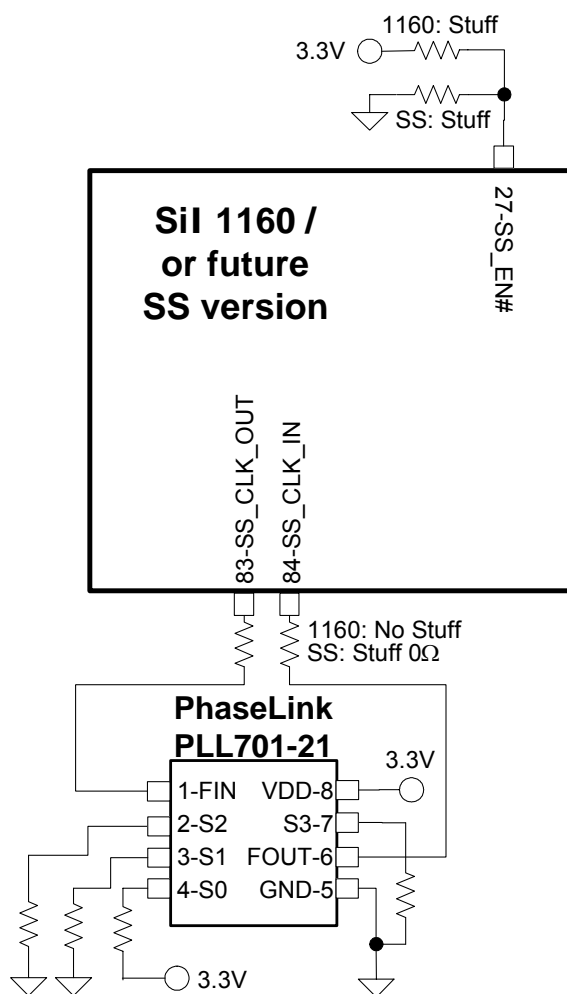 1160: Stuff
3.3V
SS: Stuff
27-SS_EN#
SiI 1160 /
or future
SS version
83-SS_CLK_OUT
84-SS_CLK_IN
1160: No Stuff
SS: Stuff 0Ω
PhaseLink
PLL701-21
3.3V
1-FIN VDD-8
2-S2 S3-7
3-S1 FOUT-6
4-S0 GND-5
3.3V